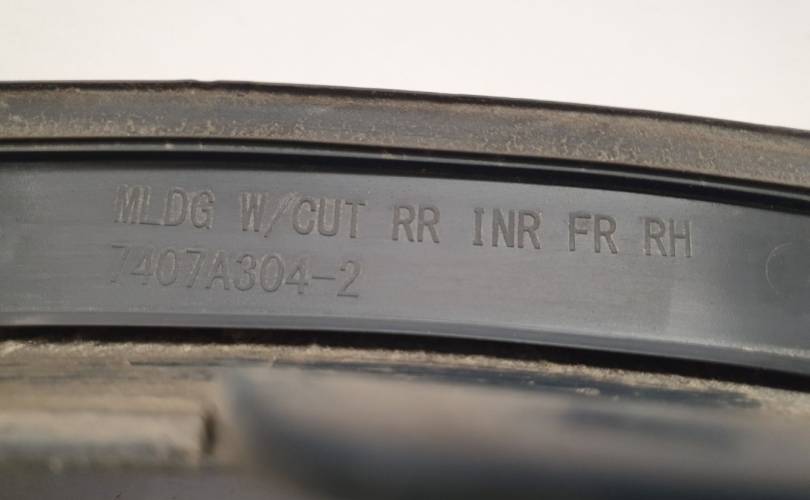 MLDG W/CUT RR INR FR RH
7407A304-2